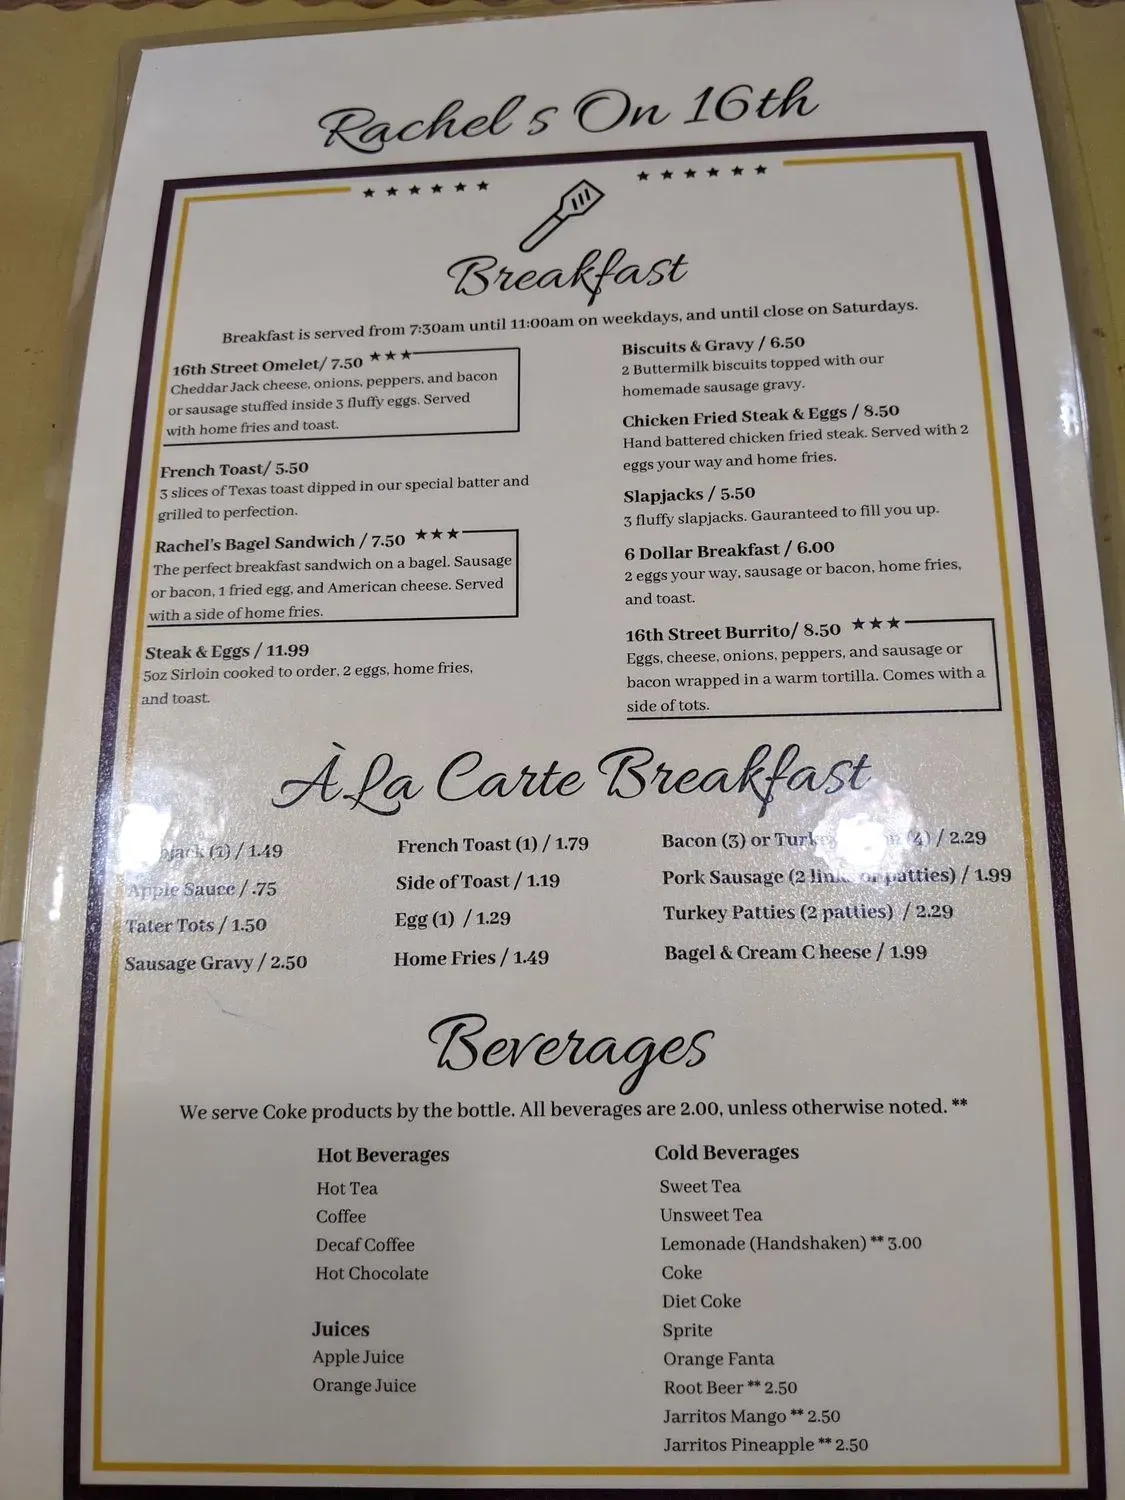 Rachel s On 16th
Breakfast
Breakfast is served from 7:30am until 11:00am on weekdays, and until close on Saturdays.
16th Street Omelet/ 7.50 ★★★
Cheddar Jack cheese, onions, peppers, and bacon
or sausage stuffed inside 3 fluffy eggs. Served
with home fries and toast.
French Toast/ 5.50
3 slices of Texas toast dipped in our special batter and
grilled to perfection.
Rachel's Bagel Sandwich / 7.50 ★★★
The perfect breakfast sandwich on a bagel. Sausage
or bacon, 1 fried egg, and American cheese. Served
with a side of home fries.
Steak & Eggs / 11.99
5oz Sirloin cooked to order, 2 eggs, home fries,
and toast.
Biscuits & Gravy / 6.50
2 Buttermilk biscuits topped with our
homemade sausage gravy.
Chicken Fried Steak & Eggs / 8.50
Hand battered chicken fried steak. Served with 2
eggs your way and home fries.
Slapjacks / 5.50
3 fluffy slapjacks. Gauranteed to fill you up.
6 Dollar Breakfast / 6.00
2 eggs your way, sausage or bacon, home fries,
and toast.
16th Street Burrito/ 8.50 ★★★
Eggs, cheese, onions, peppers, and sausage or
bacon wrapped in a warm tortilla. Comes with a
side of tots.
À La Carte Breakfast
(1) / 1.49
Apple Sauce / .75
Tater Tots / 1.50
Sausage Gravy / 2.50
French Toast (1) / 1.79
Side of Toast / 1.19
Egg (1) / 1.29
Home Fries / 1.49
Bacon (3) or (4) / 2.29
Pork Sausage (2 links or patties) / 1.99
Turkey Patties (2 patties) / 2.29
Bagel & Cream C heese / 1.99
Beverages
We serve Coke products by the bottle. All beverages are 2.00, unless otherwise noted. **
Hot Beverages
Hot Tea
Coffee
Decaf Coffee
Hot Chocolate
Juices
Apple Juice
Orange Juice
Cold Beverages
Sweet Tea
Unsweet Tea
Lemonade (Handshaken) ** 3.00
Coke
Diet Coke
Sprite
Orange Fanta
Root Beer ** 2.50
Jarritos Mango ** 2.50
Jarritos Pineapple ** 2.50